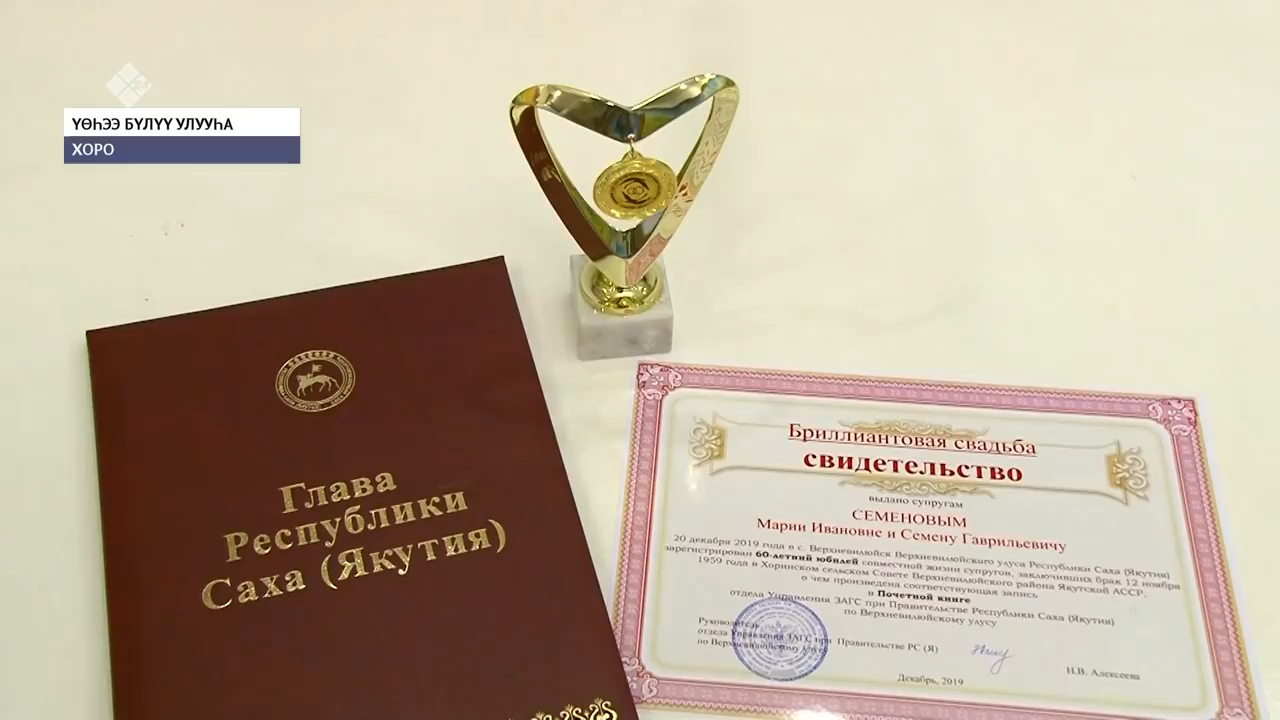 ҮӨҺЭЭ БҮЛҮҮ УЛУУҺА
ХОРО
Глава
Республики
Саха (Якутия)
Бриллиантовая свадьба
свидетельство
выдано супругам
СЕМЕНОВЫМ
Марии Ивановне и Семену Гаврильевичу
20 декабря 2019 года в с. Верхневилюйск Верхневилюйского улуса Республики Саха (Якутия)
зарегистрирован 60-летний юбилей совместной жизни супругов, заключивших брак 12 ноября
1959 года в Хоринском сельском Совете Верхневилюйского района Якутской АССР,
о чем произведена соответствующая запись
в Почетной книге
отдела Управления ЗАГС при Правительстве Республики Саха (Якутия)
по Верхневилюйскому улусу
Руководитель
отдела Управления ЗАГС при Правительстве РС (Я)
по Верхневилюйскому улусу
Н.В. Алексеева
Декабрь, 2019